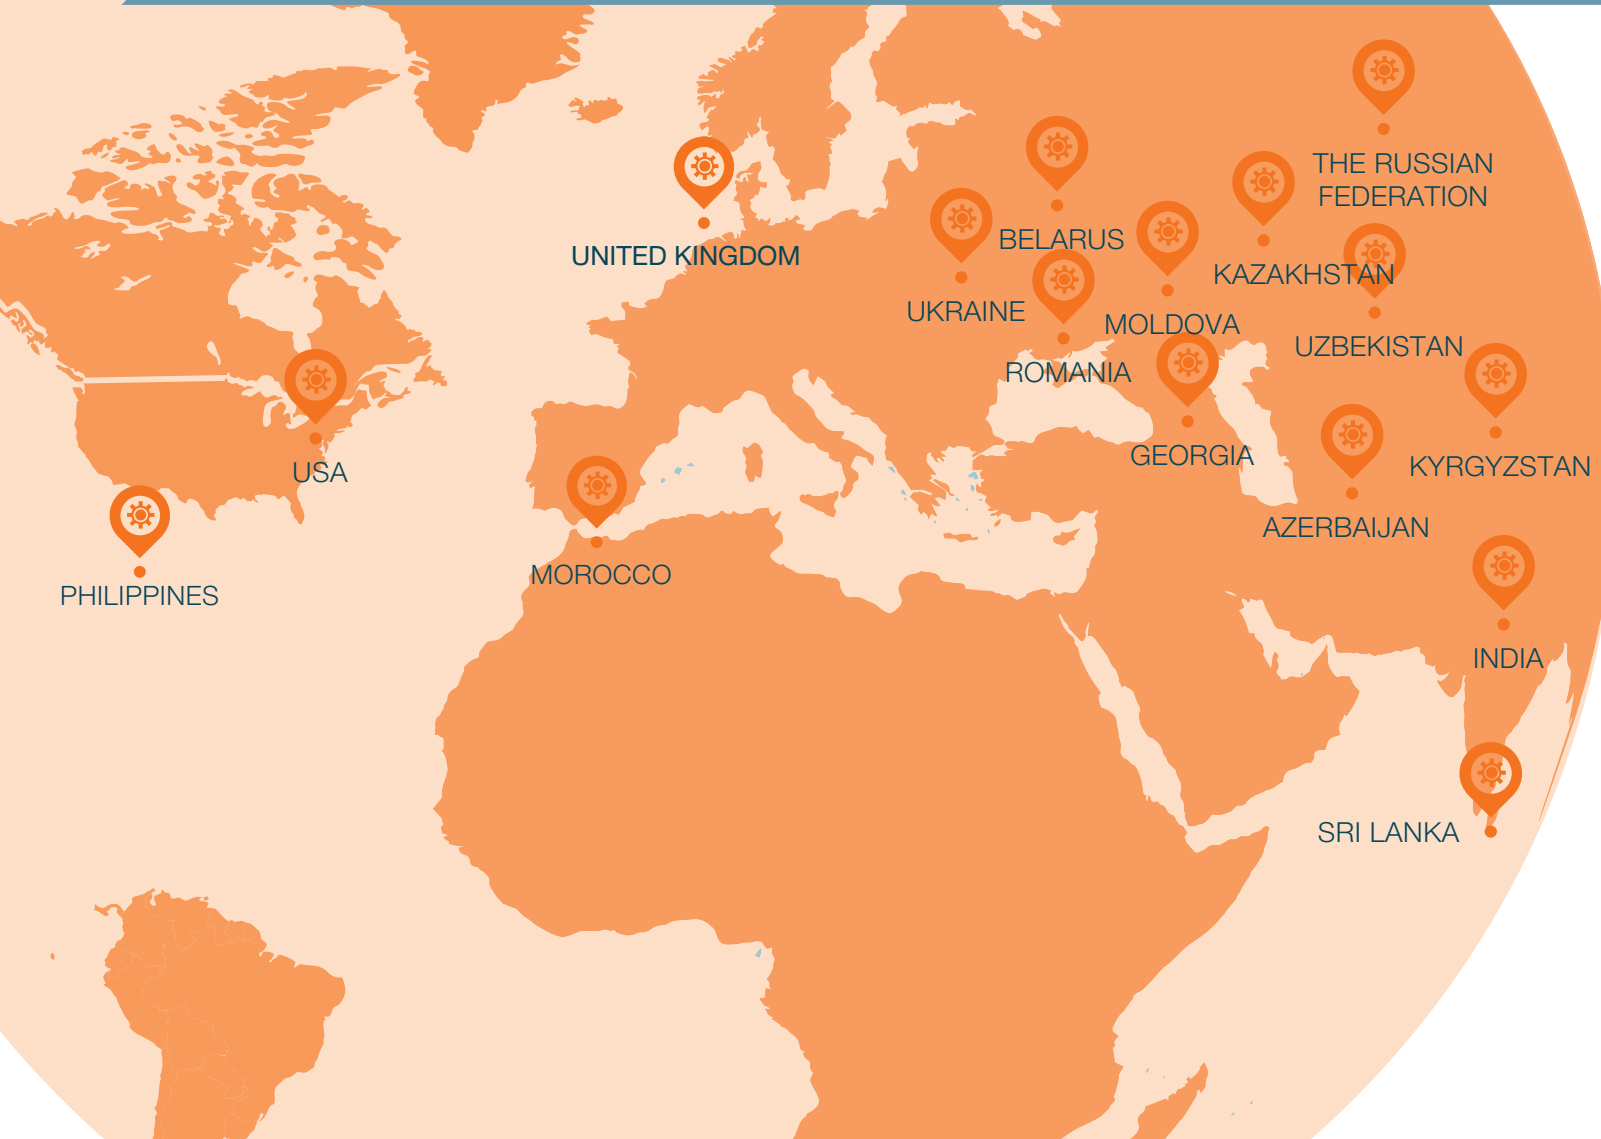 THE RUSSIAN
FEDERATION
BELARUS
UNITED KINGDOM
KAZAKHSTAN
UKRAINE
MOLDOVA
UZBEKISTAN
ROMANIA
GEORGIA
KYRGYZSTAN
USA
AZERBAIJAN
MOROCCO
PHILIPPINES
INDIA
SRI LANKA